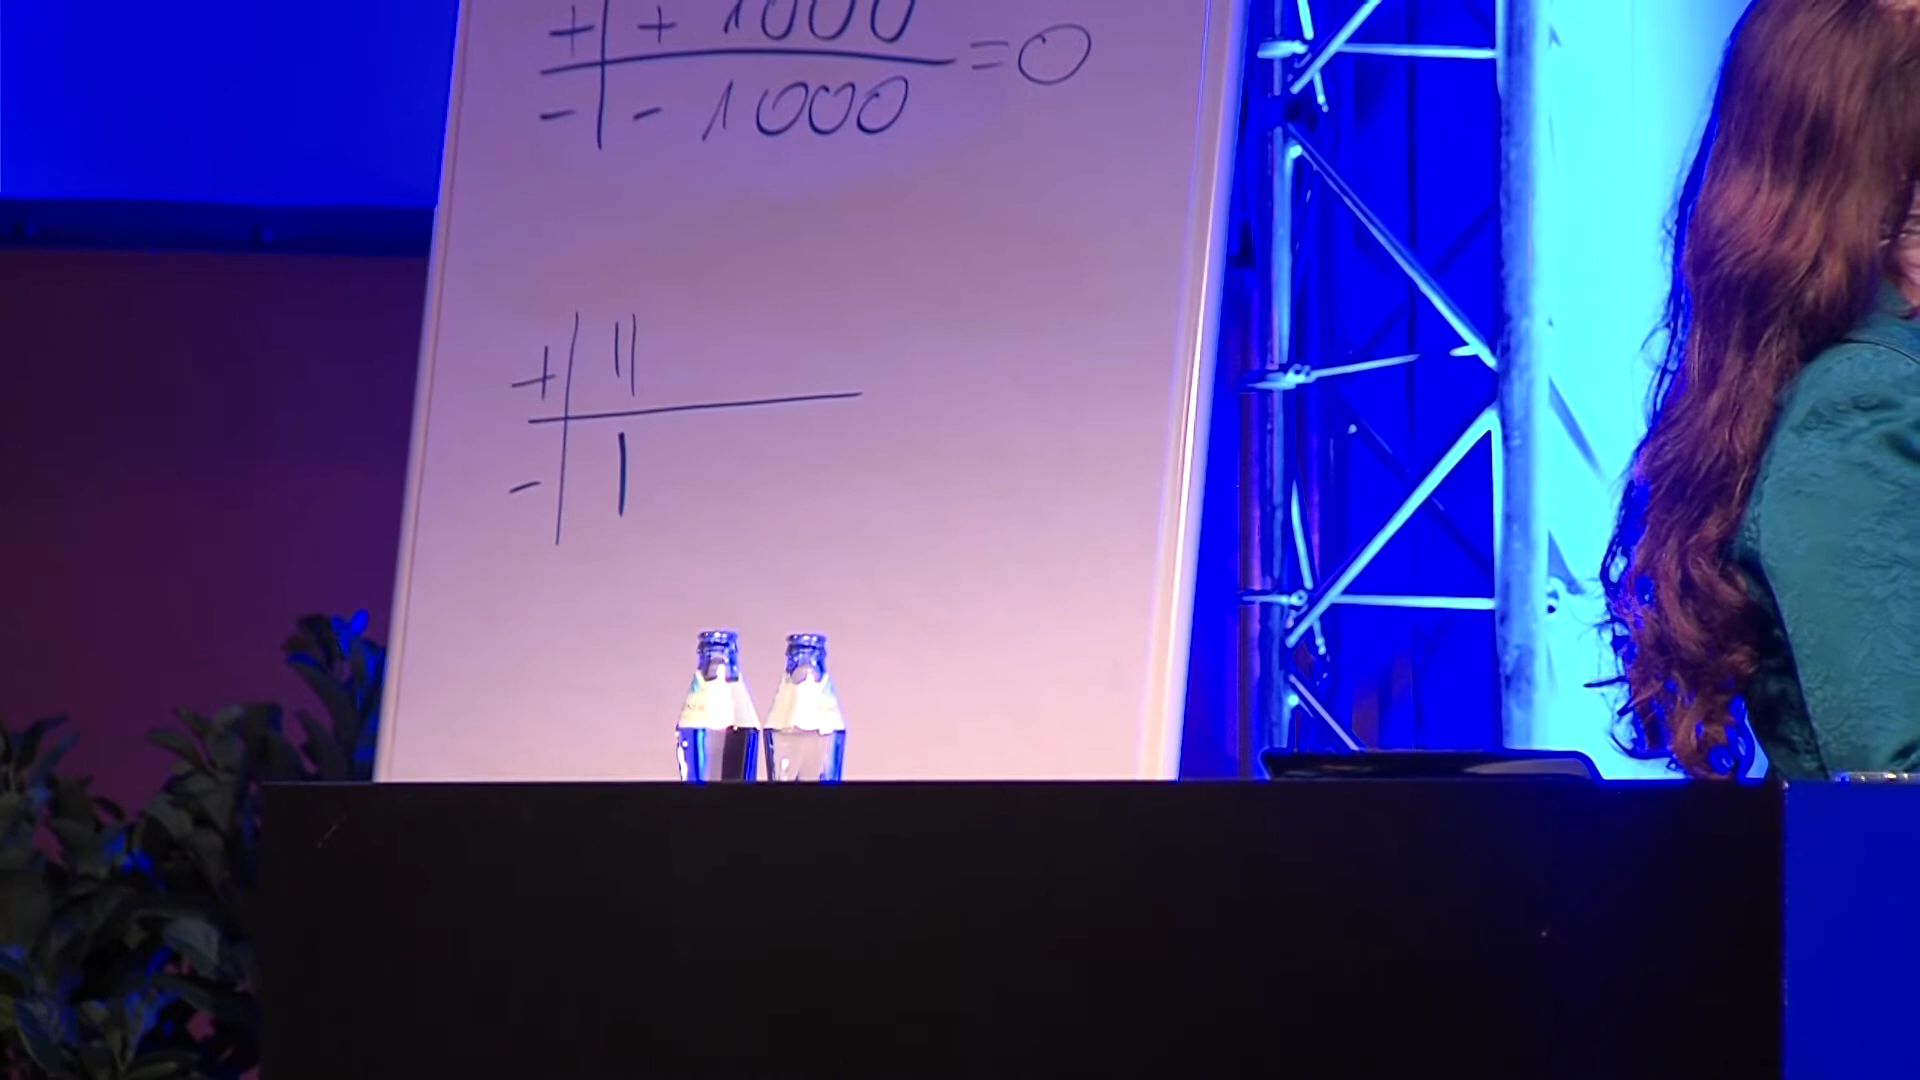 + | + 1000
= 0
- | - 1000
+ | ||
- | |